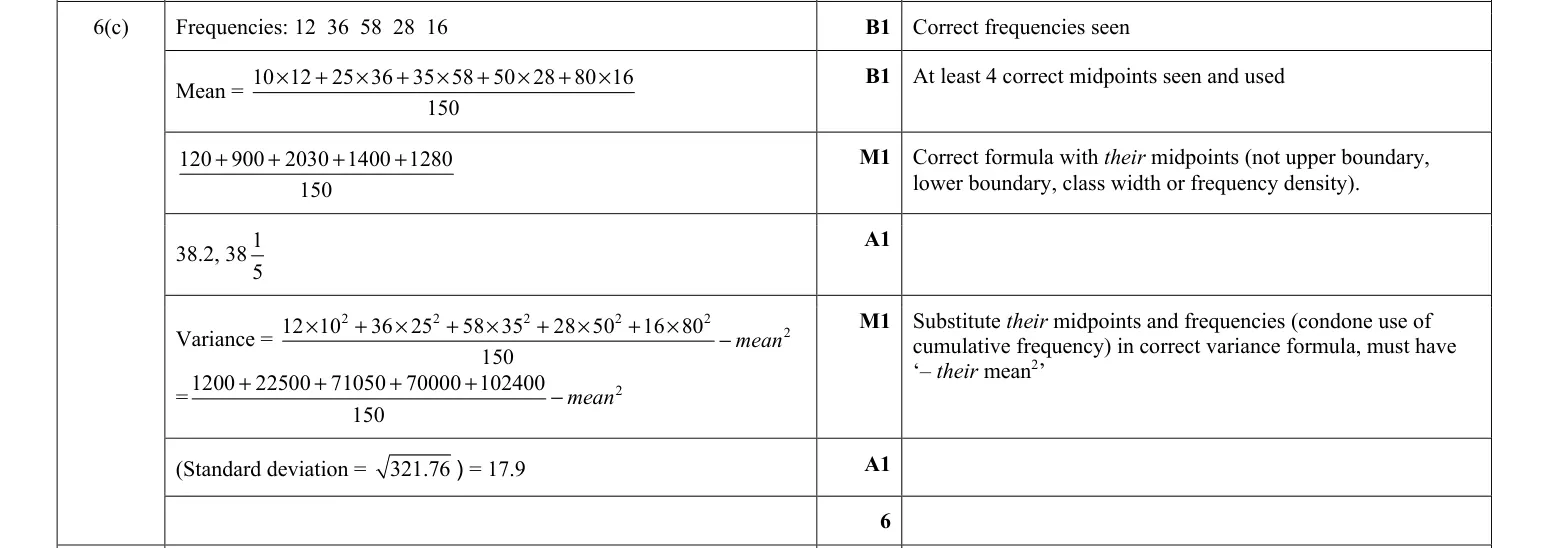 6(c) Frequencies: 12 36 58 28 16 B1 Correct frequencies seen
Mean = (10×12 + 25×36 + 35×58 + 50×28 + 80×16)/150 B1 At least 4 correct midpoints seen and used
(120 + 900 + 2030 + 1400 + 1280)/150 M1 Correct formula with their midpoints (not upper boundary,
lower boundary, class width or frequency density).
38.2, 38 1/5 A1
Variance = (12×10² + 36×25² + 58×35² + 28×50² + 16×80²)/150 − mean² M1 Substitute their midpoints and frequencies (condone use of
cumulative frequency) in correct variance formula, must have
‘– their mean²’
= (1200 + 22500 + 71050 + 70000 + 102400)/150 − mean²
(Standard deviation = √321.76 ) = 17.9 A1
6